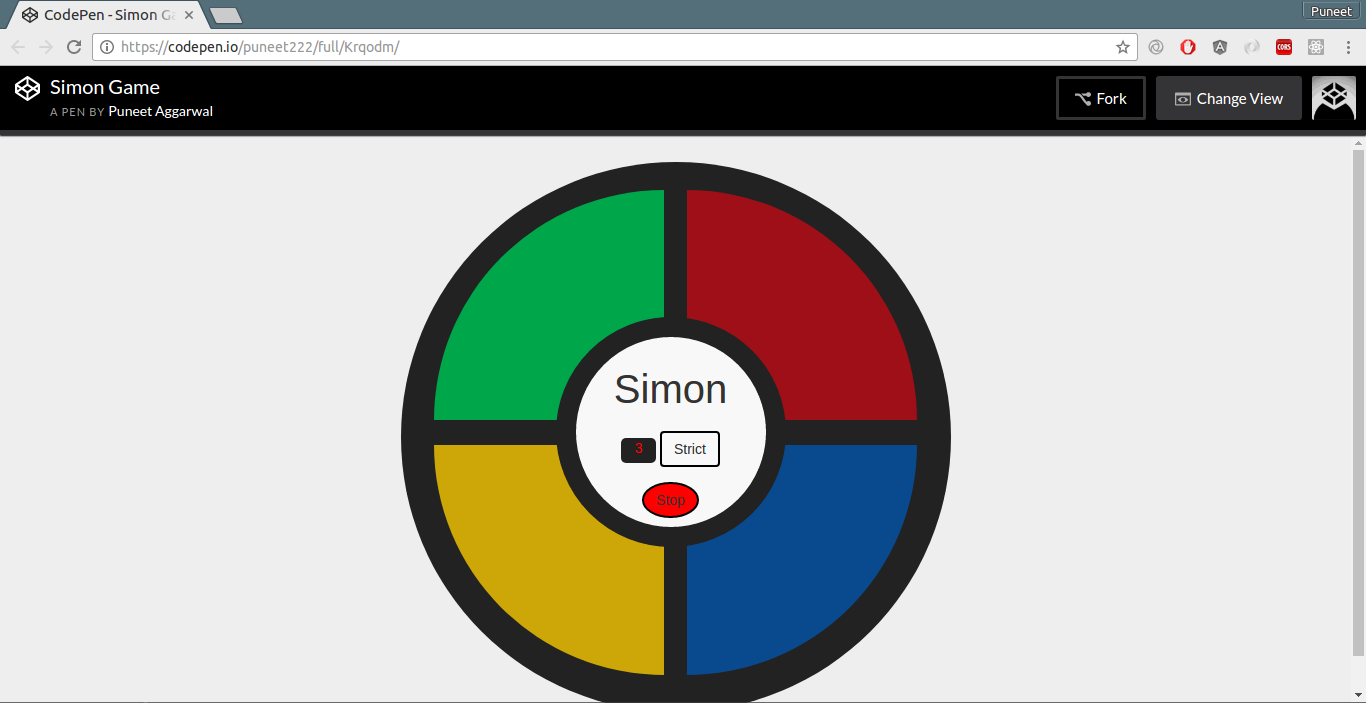 CodePen - Simon G
Puneet
https://codepen.io/puneet222/full/Krqodm/
CORS
Simon Game
A PEN BY Puneet Aggarwal
Fork
Change View
Simon
3 Strict
Stop